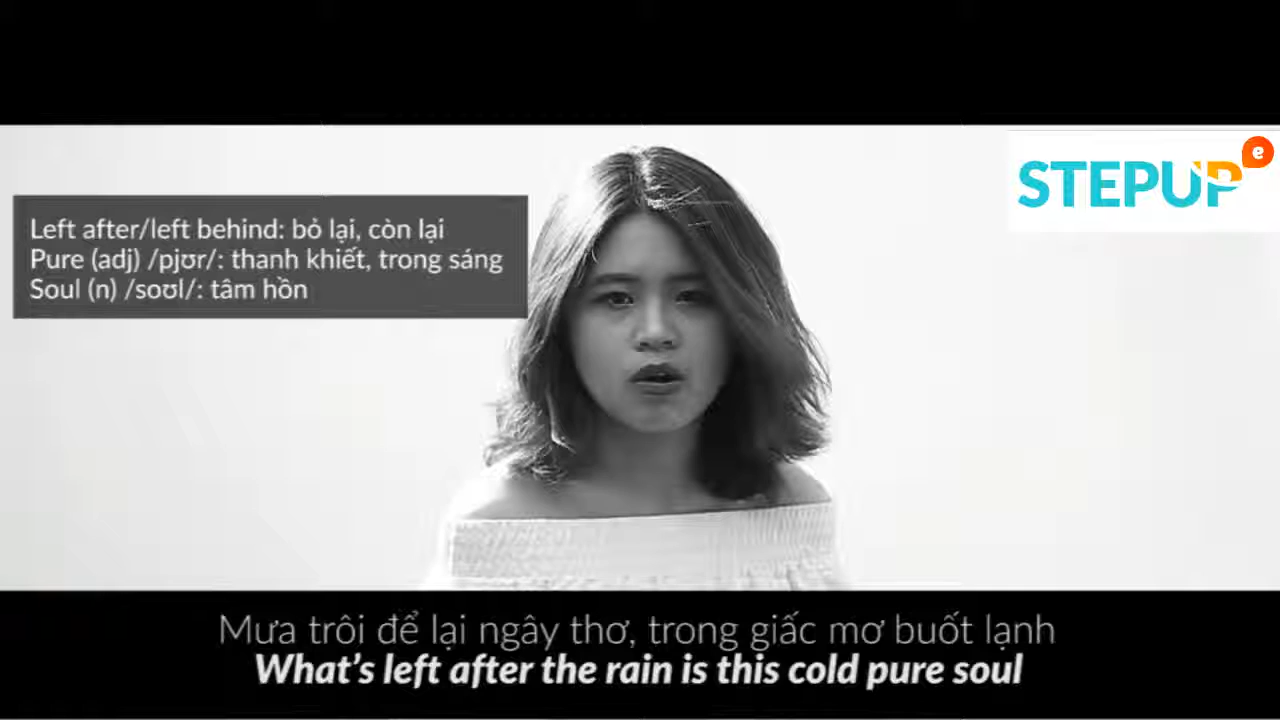 STEPUP e
Left after/left behind: bỏ lại, còn lại
Pure (adj) /pjʊr/: thanh khiết, trong sáng
Soul (n) /soʊl/: tâm hồn
Mưa trôi để lại ngây thơ, trong giấc mơ buốt lạnh
What's left after the rain is this cold pure soul